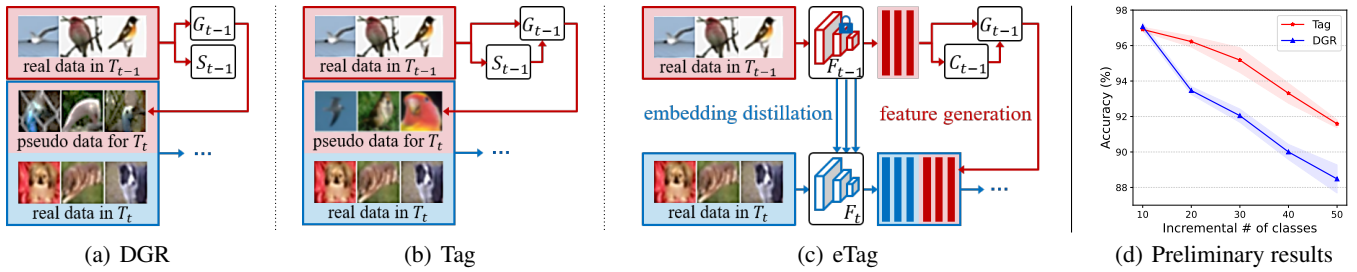 real data in T_{t-1}
G_{t-1}
S_{t-1}
pseudo data for T_t
...
real data in T_t
(a) DGR
real data in T_{t-1}
G_{t-1}
S_{t-1}
pseudo data for T_t
...
real data in T_t
(b) Tag
real data in T_{t-1}
F_{t-1}
G_{t-1}
C_{t-1}
embedding distillation
feature generation
real data in T_t
F_t
...
(c) eTag
98
96
94
92
90
88
Accuracy (%)
Tag
DGR
10 20 30 40 50
Incremental # of classes
(d) Preliminary results